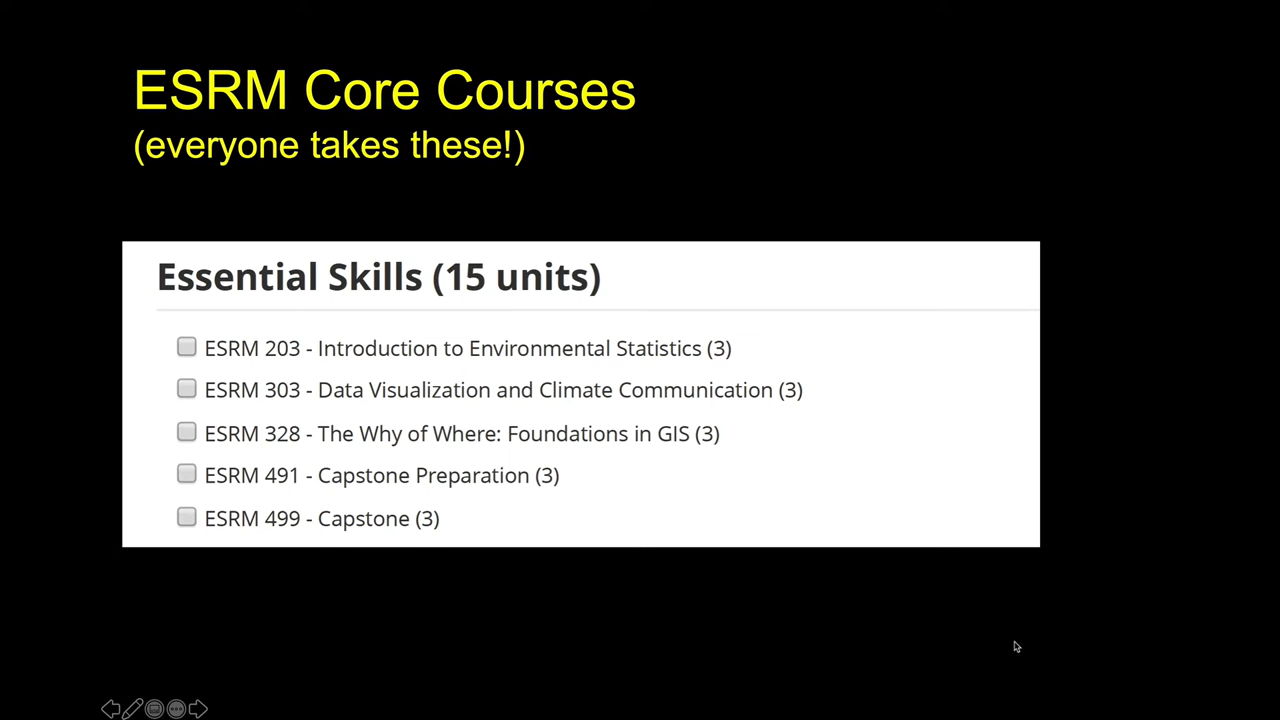 ESRM Core Courses
(everyone takes these!)
Essential Skills (15 units)
ESRM 203 - Introduction to Environmental Statistics (3)
ESRM 303 - Data Visualization and Climate Communication (3)
ESRM 328 - The Why of Where: Foundations in GIS (3)
ESRM 491 - Capstone Preparation (3)
ESRM 499 - Capstone (3)